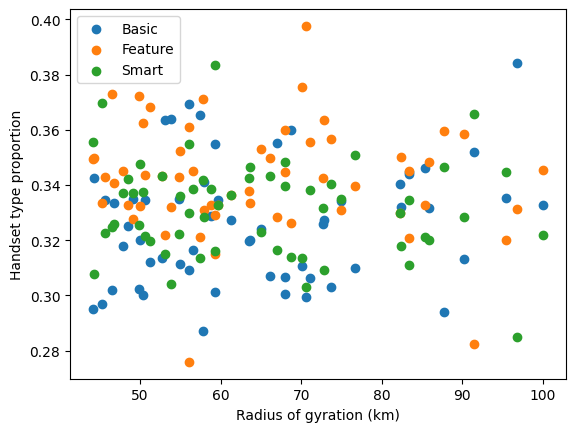 Basic
Feature
Smart
0.40
0.38
0.36
0.34
0.32
0.30
0.28
Handset type proportion
50 60 70 80 90 100
Radius of gyration (km)